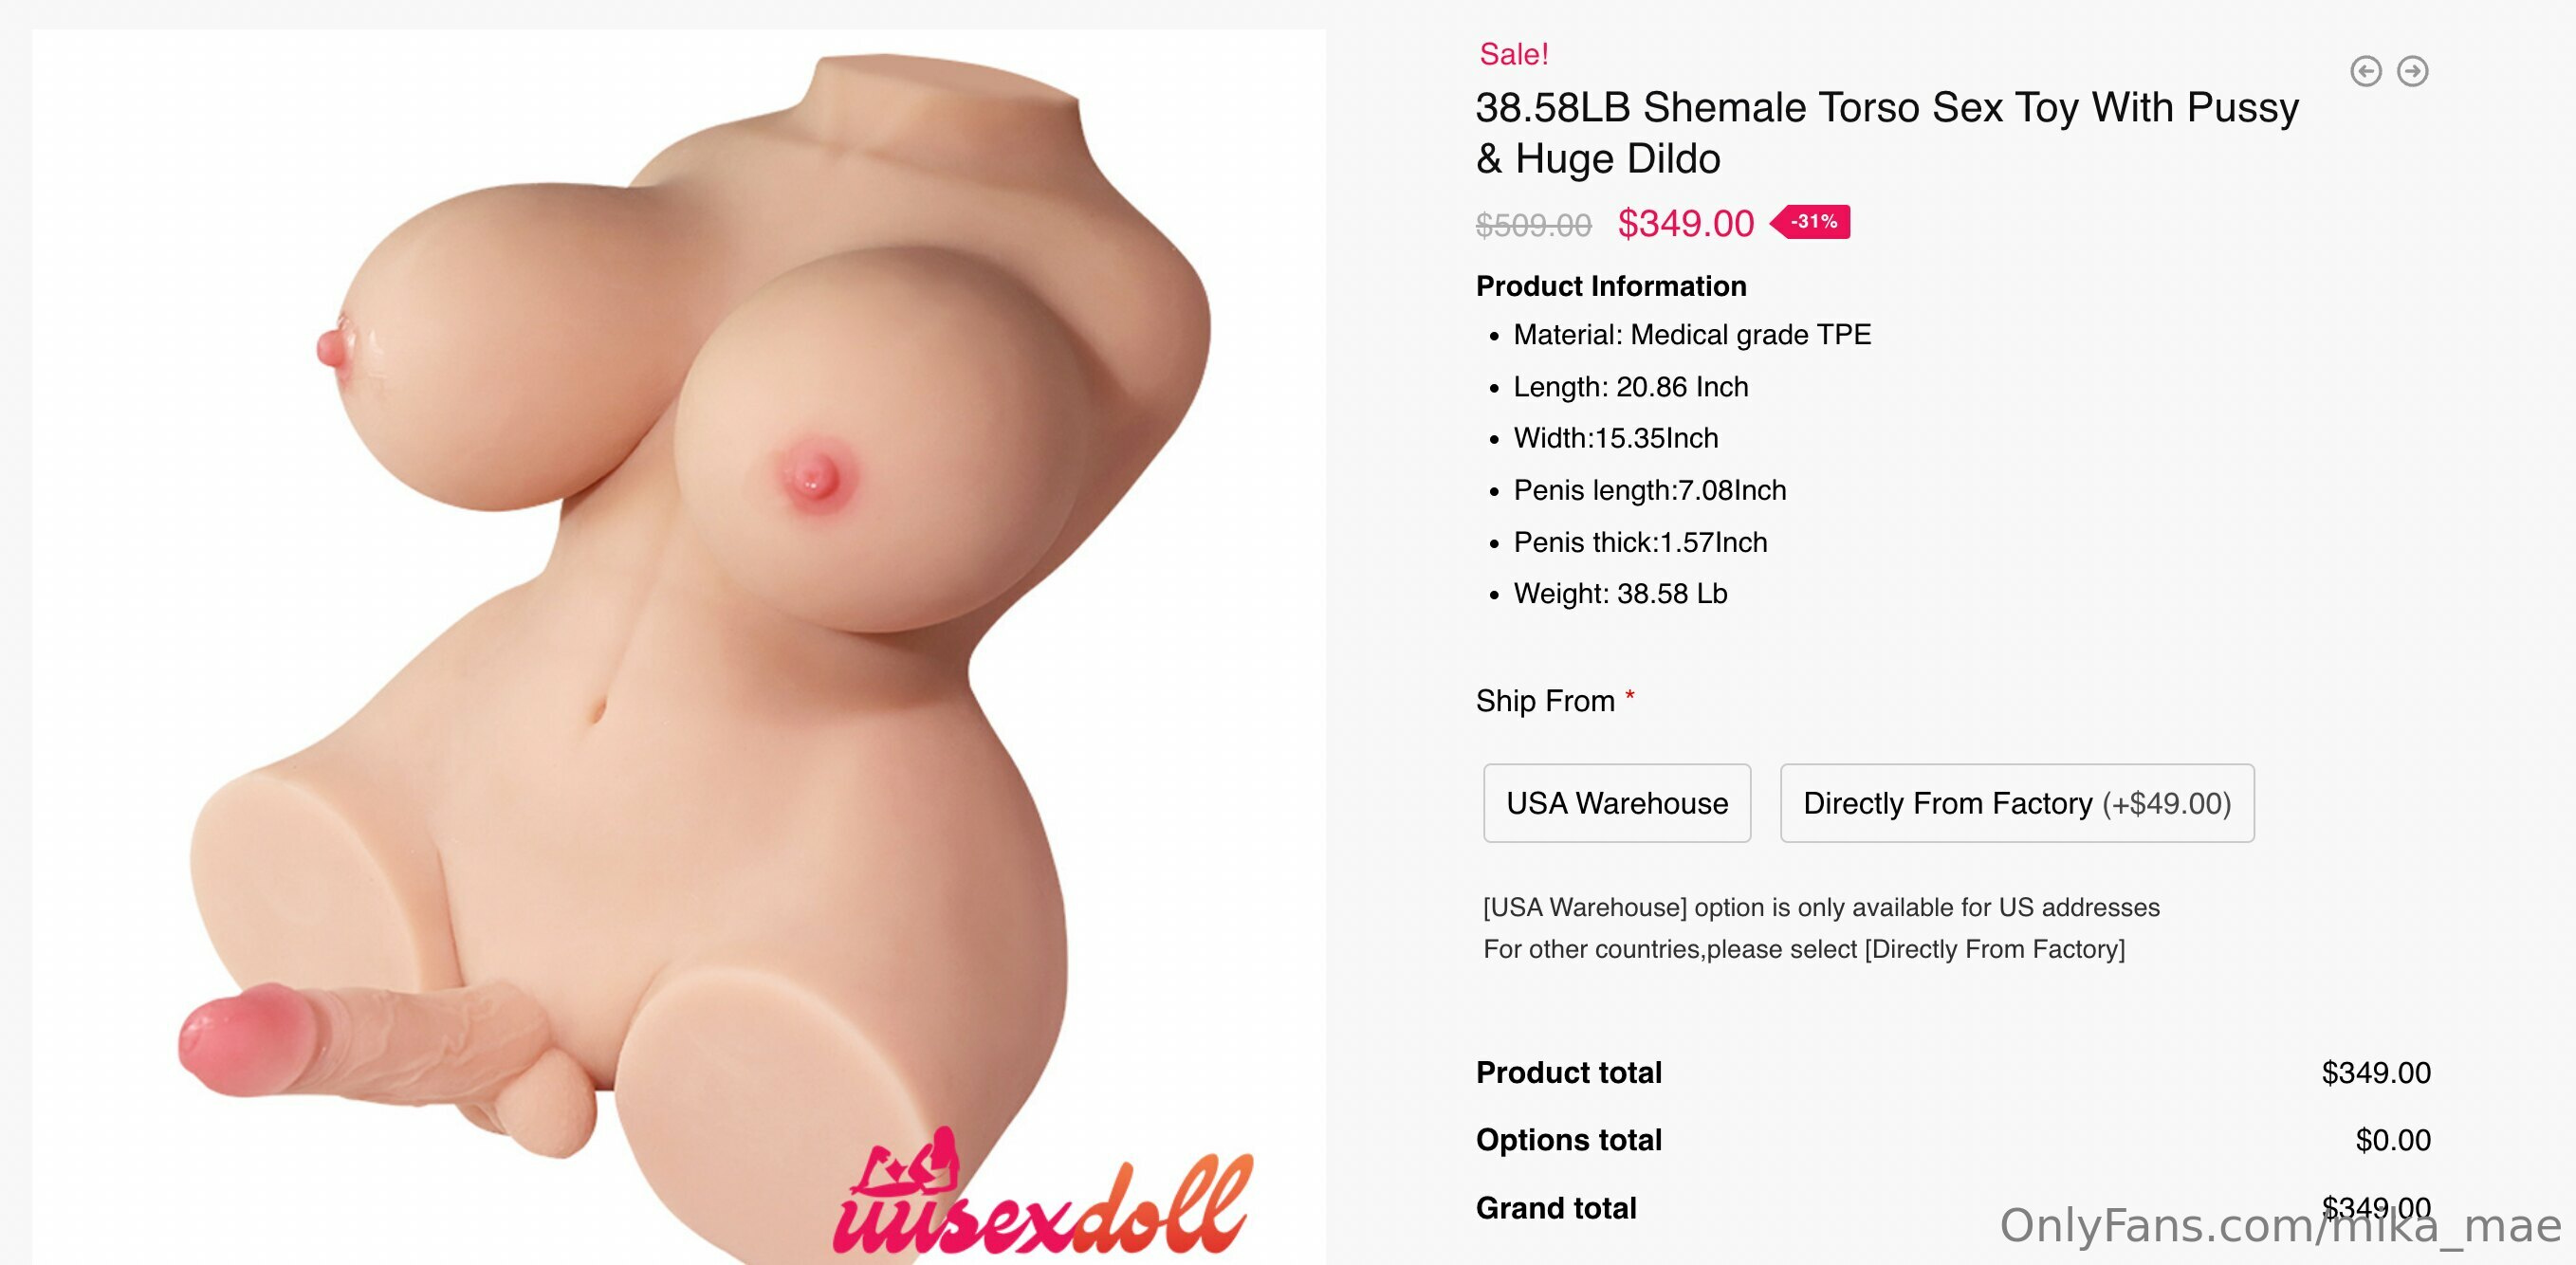 Sale!
38.58LB Shemale Torso Sex Toy With Pussy
& Huge Dildo
$509.00 $349.00 -31%
Product Information
• Material: Medical grade TPE
• Length: 20.86 Inch
• Width:15.35Inch
• Penis length:7.08Inch
• Penis thick:1.57Inch
• Weight: 38.58 Lb
Ship From *
USA Warehouse Directly From Factory (+$49.00)
[USA Warehouse] option is only available for US addresses
For other countries,please select [Directly From Factory]
Product total $349.00
Options total $0.00
Grand total $349.00
uusexdoll
OnlyFans.com/mika_mae